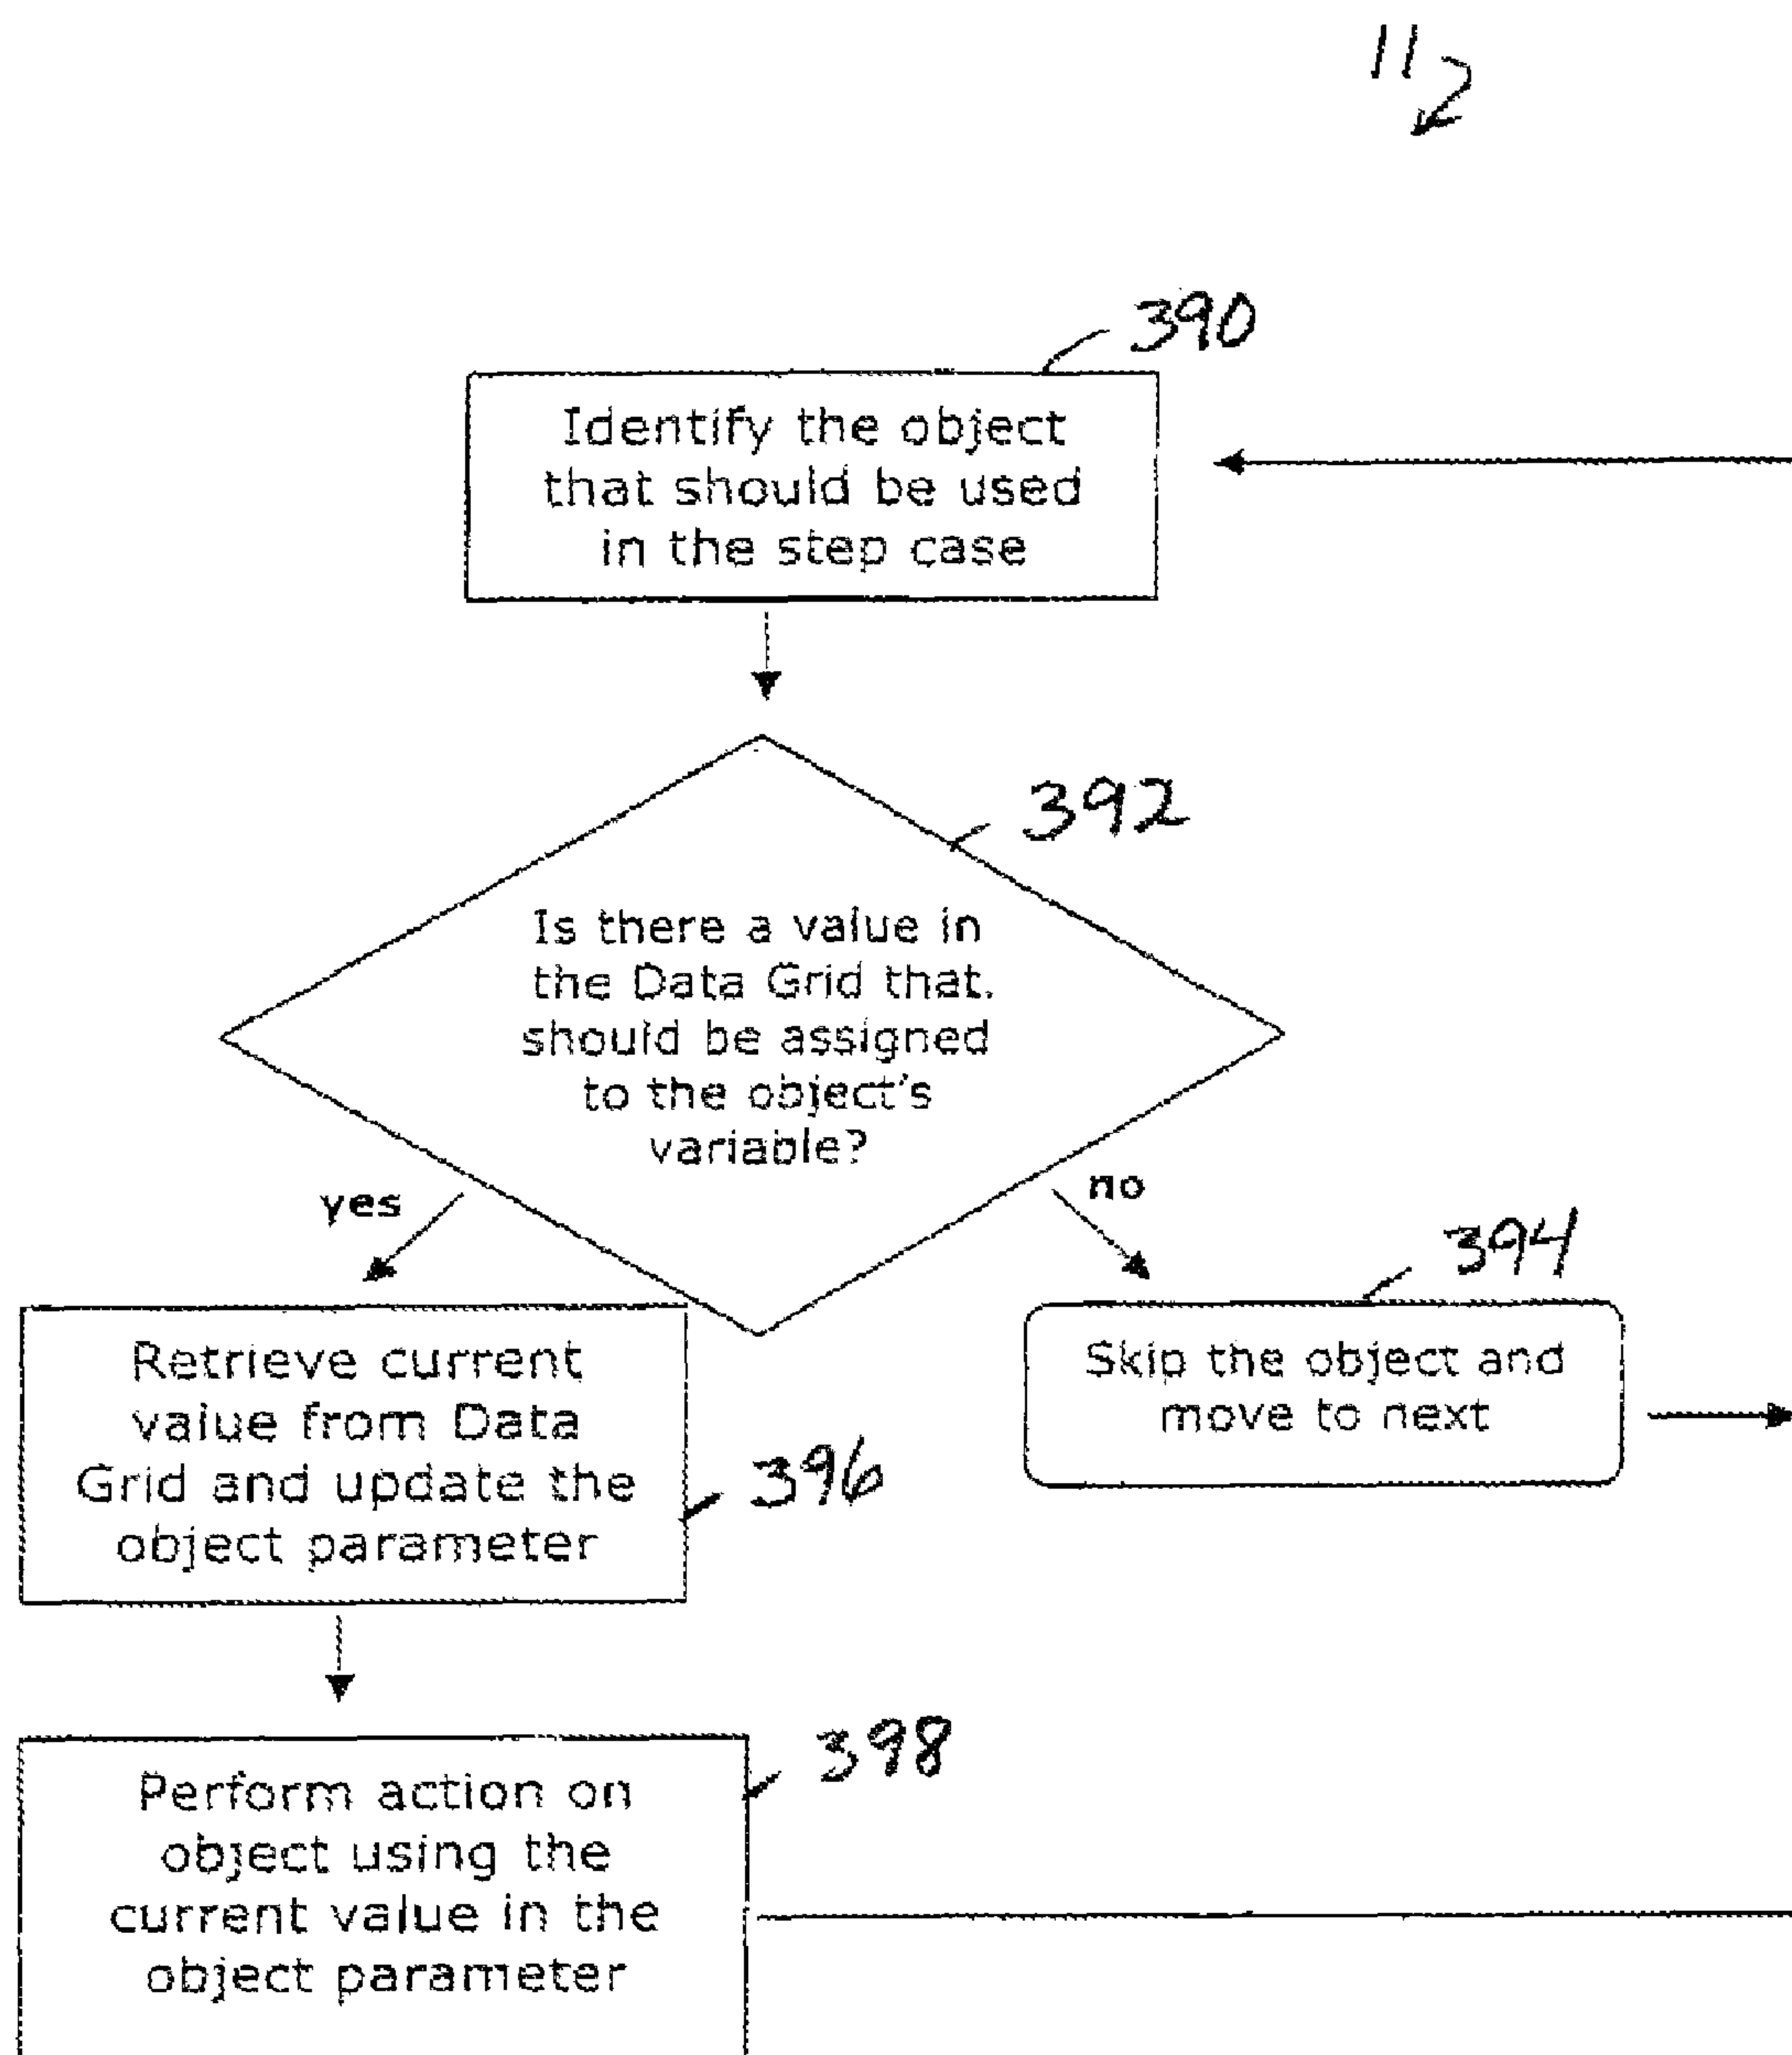 112
390
Identify the object
that should be used
in the step case
392
Is there a value in
the Data Grid that.
should be assigned
to the object's
variable?
yes
no
394
Retrieve current
value from Data
Grid and update the
object parameter
Skip the object and
move to next
396
398
Perform action on
object using the
current value in the
object parameter